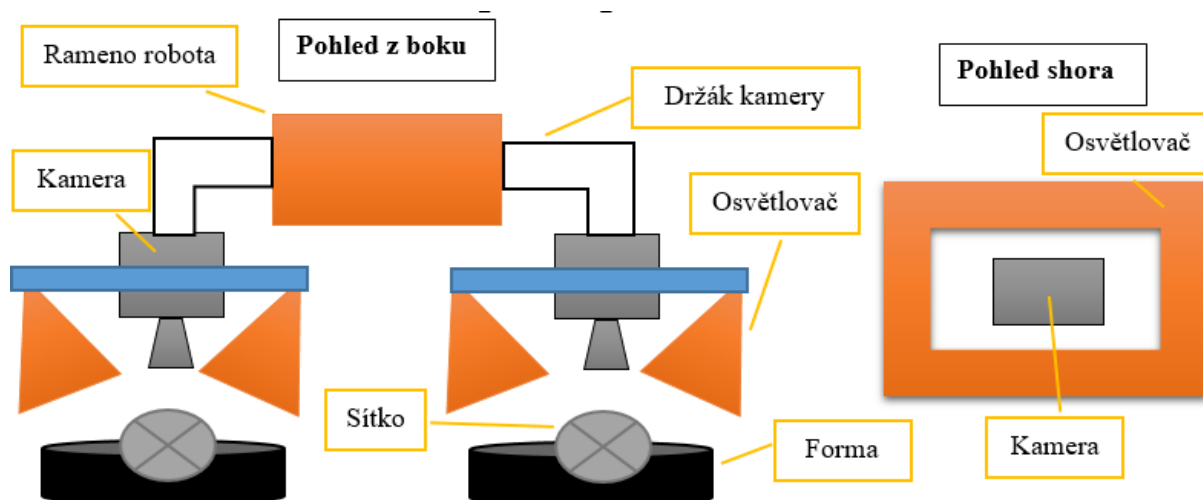 Rameno robota
Pohled z boku
Držák kamery
Pohled shora
Osvětlovač
Kamera
Osvětlovač
Sítko
Forma
Kamera